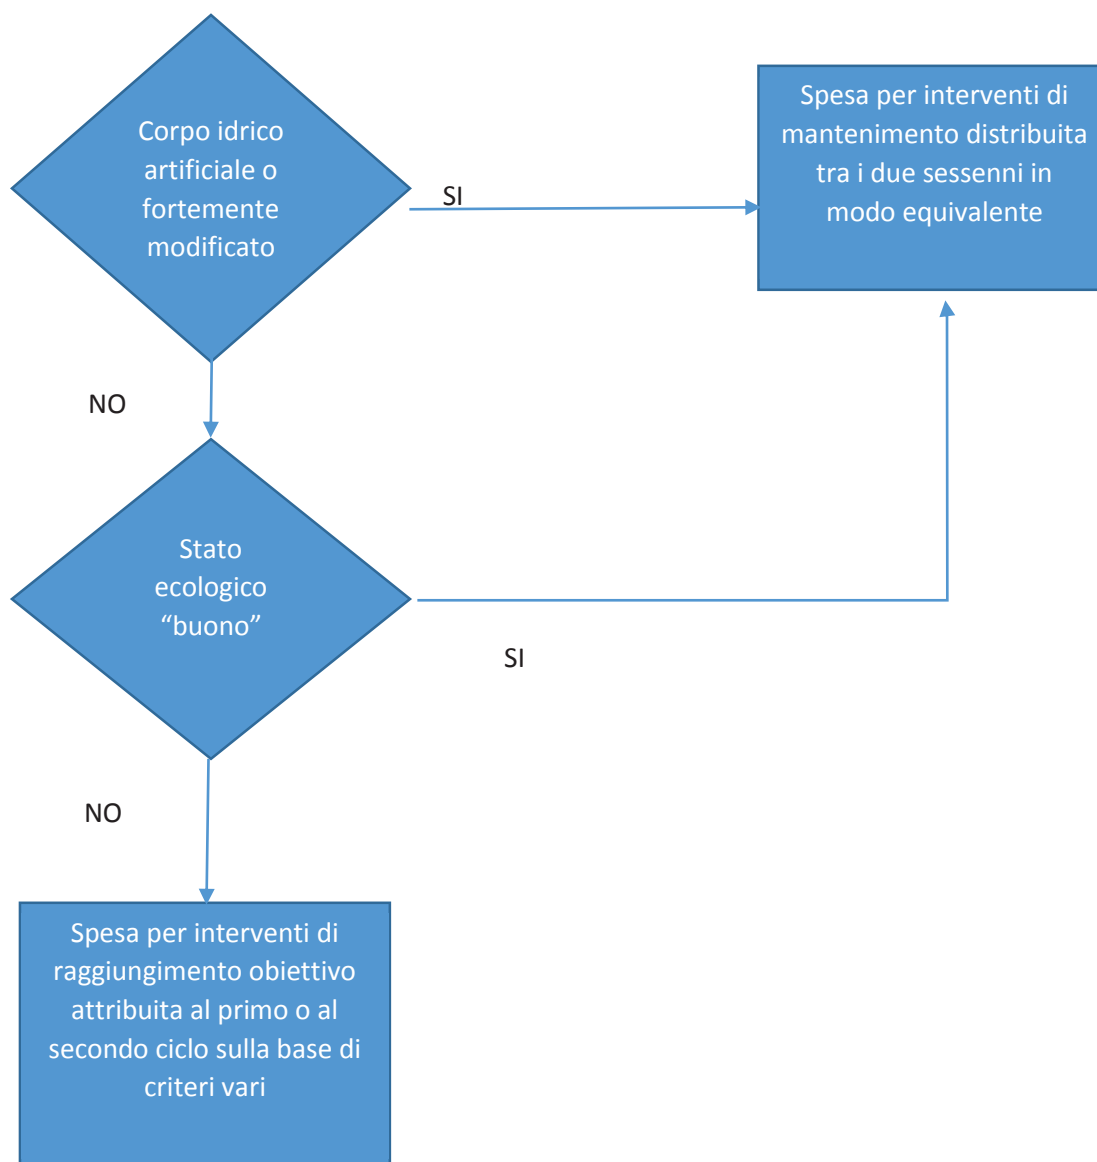 Corpo idrico
artificiale o
fortemente
modificato
SI
Spesa per interventi di
mantenimento distribuita
tra i due sessenni in
modo equivalente
NO
Stato
ecologico
“buono”
SI
NO
Spesa per interventi di
raggiungimento obiettivo
attribuita al primo o al
secondo ciclo sulla base di
criteri vari